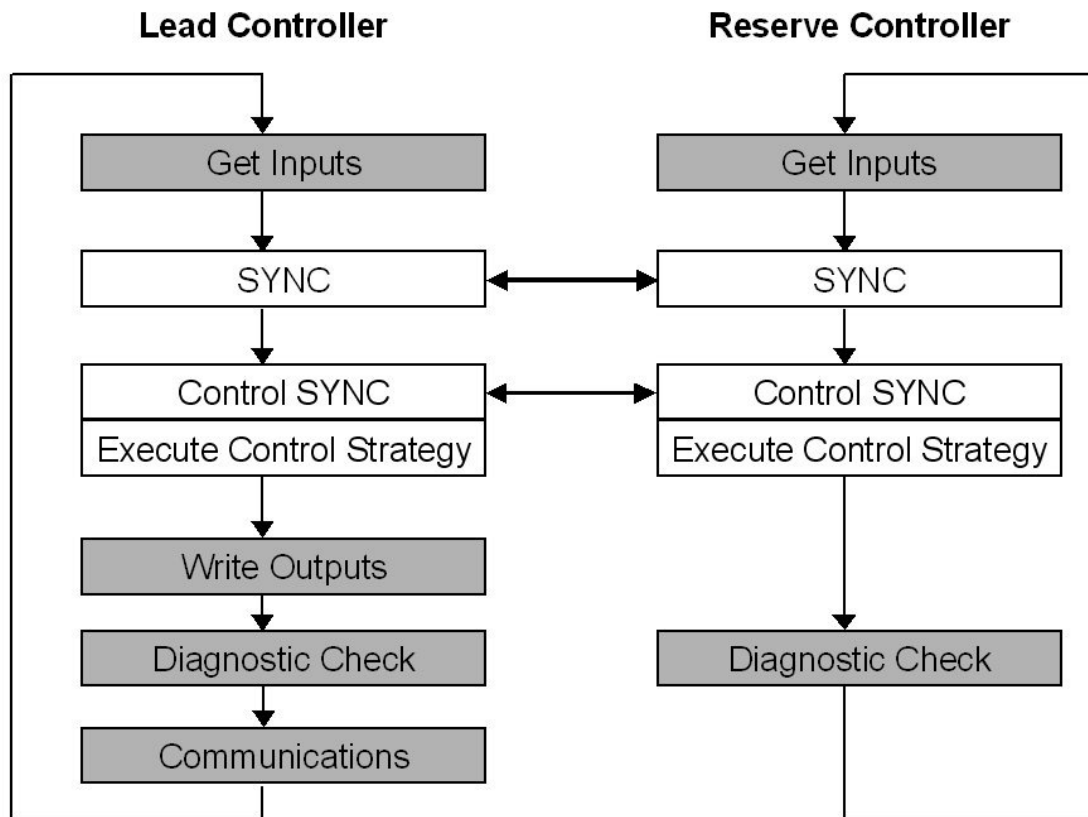 Lead Controller
Get Inputs
SYNC
Control SYNC
Execute Control Strategy
Write Outputs
Diagnostic Check
Communications
Reserve Controller
Get Inputs
SYNC
Control SYNC
Execute Control Strategy
Diagnostic Check